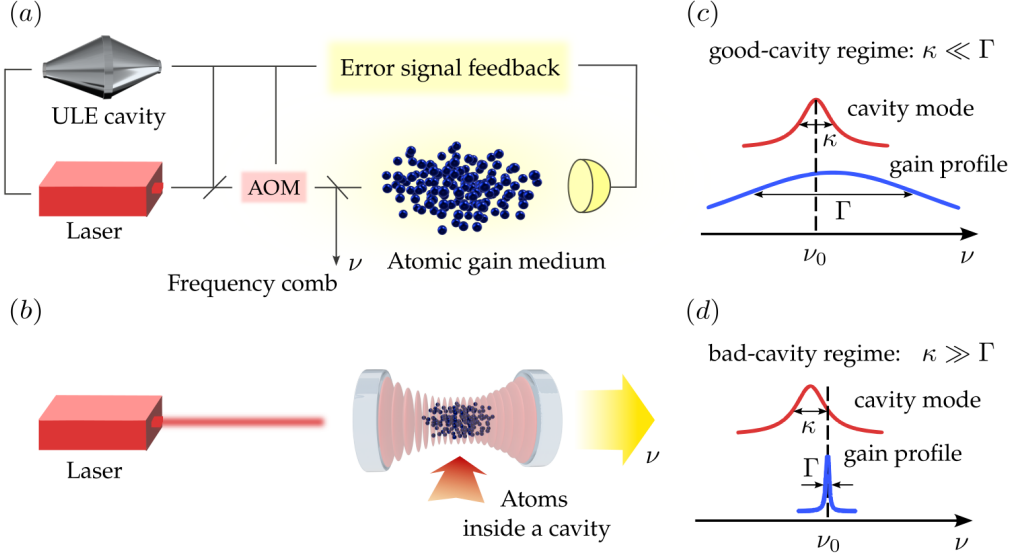 (a)
ULE cavity
Error signal feedback
Laser
AOM
ν
Frequency comb
Atomic gain medium
(b)
Laser
Atoms
inside a cavity
ν
(c)
good-cavity regime: κ ≪ Γ
cavity mode
κ
gain profile
Γ
ν₀
ν
(d)
bad-cavity regime: κ ≫ Γ
cavity mode
κ
gain profile
Γ
ν₀
ν